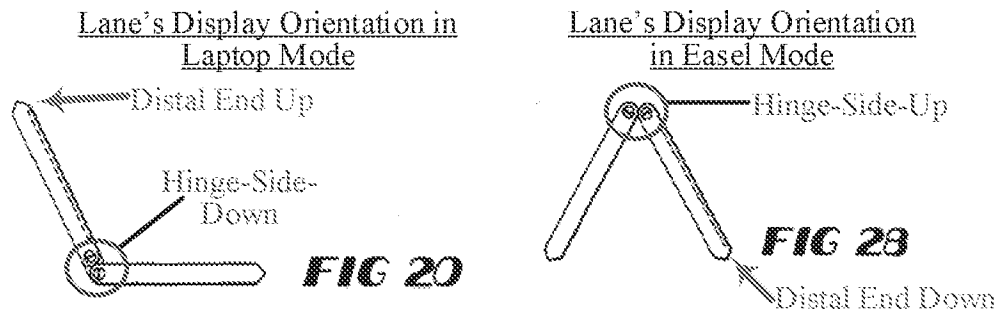 Lane's Display Orientation in
Laptop Mode
Distal End Up
Hinge-Side-
Down
FIG 20
Lane's Display Orientation
in Easel Mode
Hinge-Side-Up
FIG 28
Distal End Down